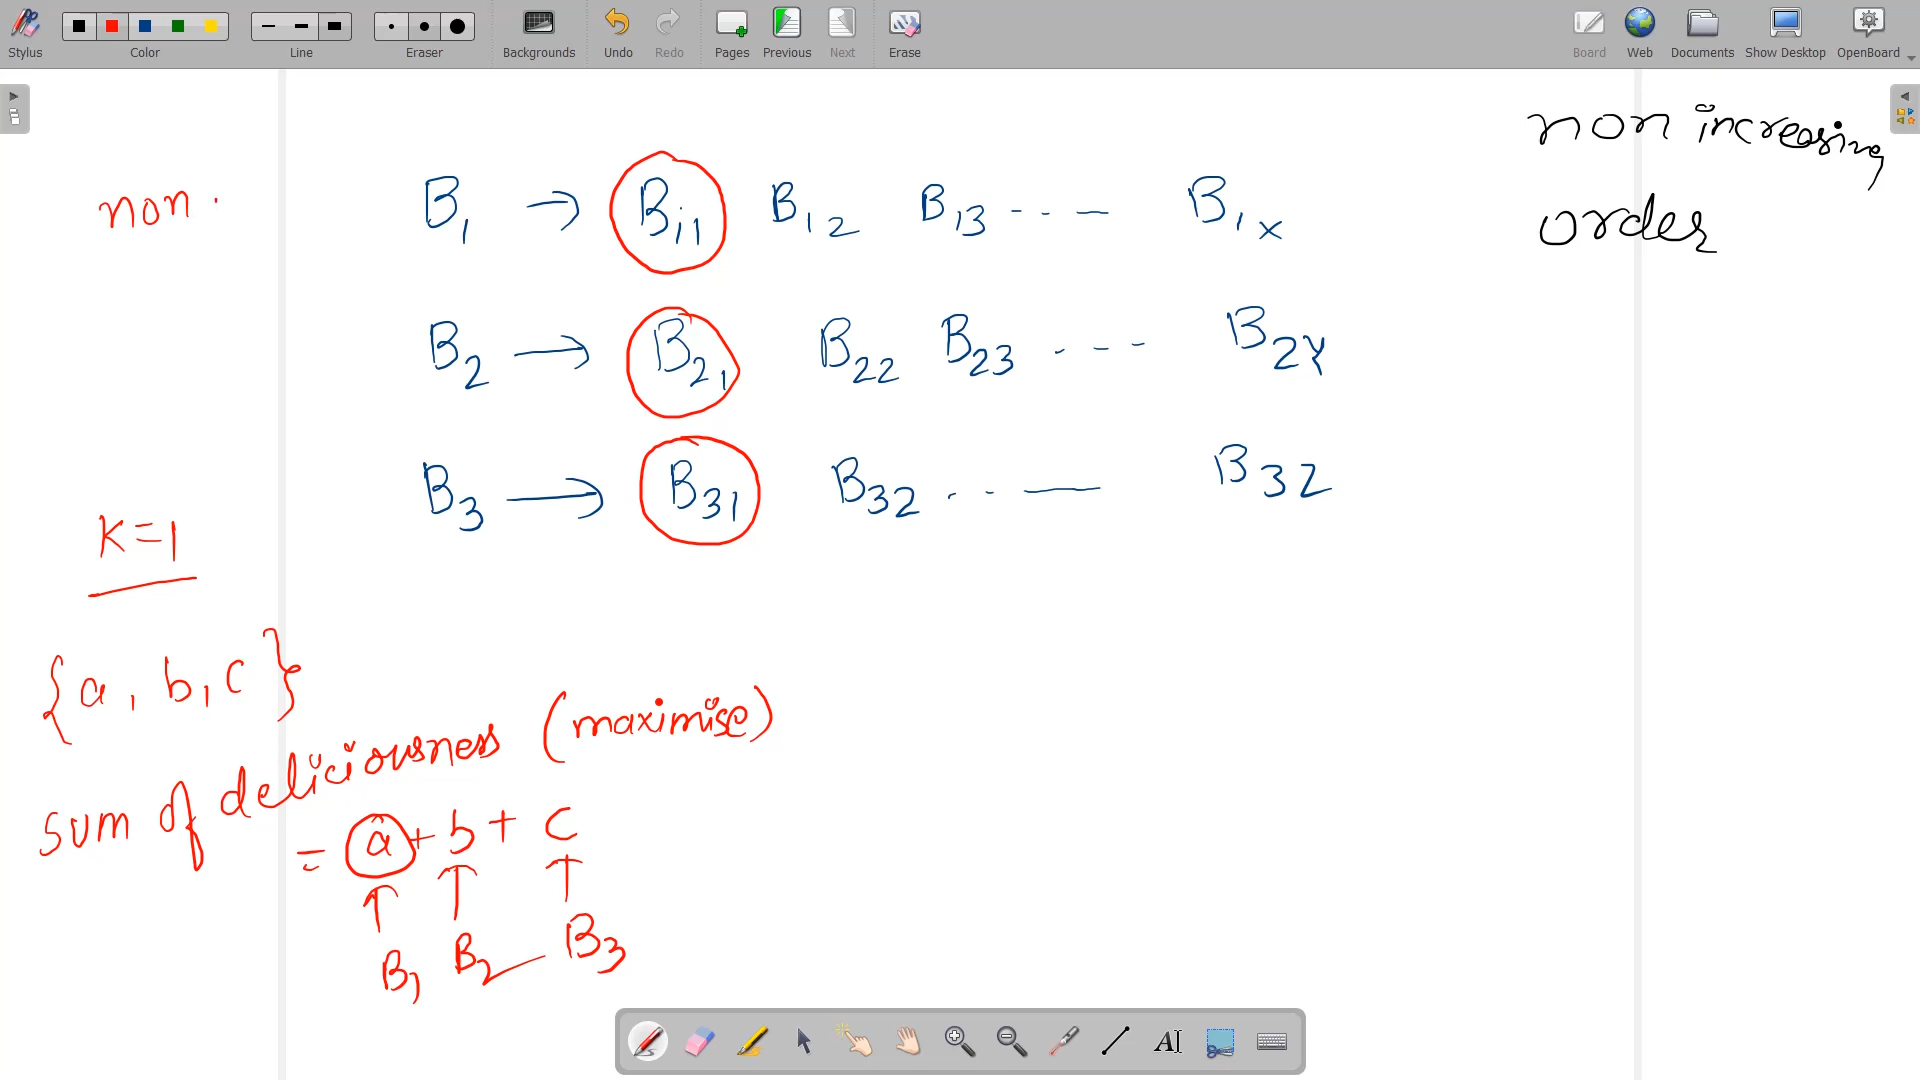 Stylus Color Line Eraser Backgrounds Undo Redo Pages Previous Next Erase Board Web Documents Show Desktop OpenBoard
non increasing
order
non.
B1 → Bi1 B12 B13 ... — B1x
B2 → B21 B22 B23 --- B2Y
B3 → B31 B32 .. — B3Z
K=1
{a, b, c}
sum of deliciousness (maximise)
= a + b + c
↑ ↑ ↑
B1 B2 — B3